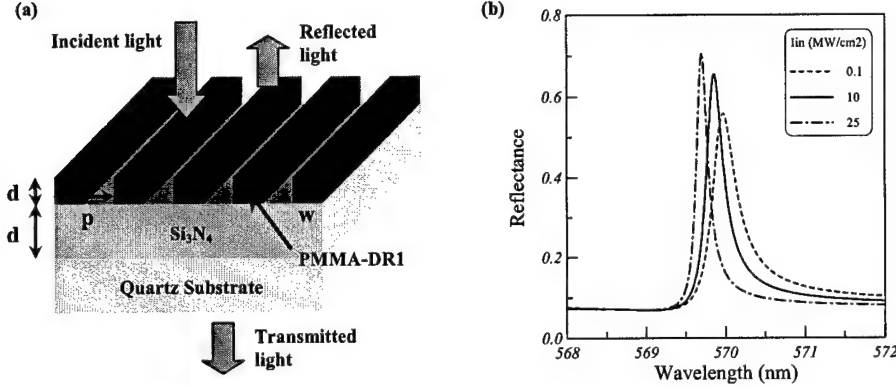 (a)
Incident light
Reflected
light
d
p
w
d
Si₃N₄
PMMA-DR1
Quartz Substrate
Transmitted
light
(b)
Reflectance
0.8
0.6
0.4
0.2
0.0
Iin (MW/cm2)
0.1
10
25
568
569
570
571
572
Wavelength (nm)